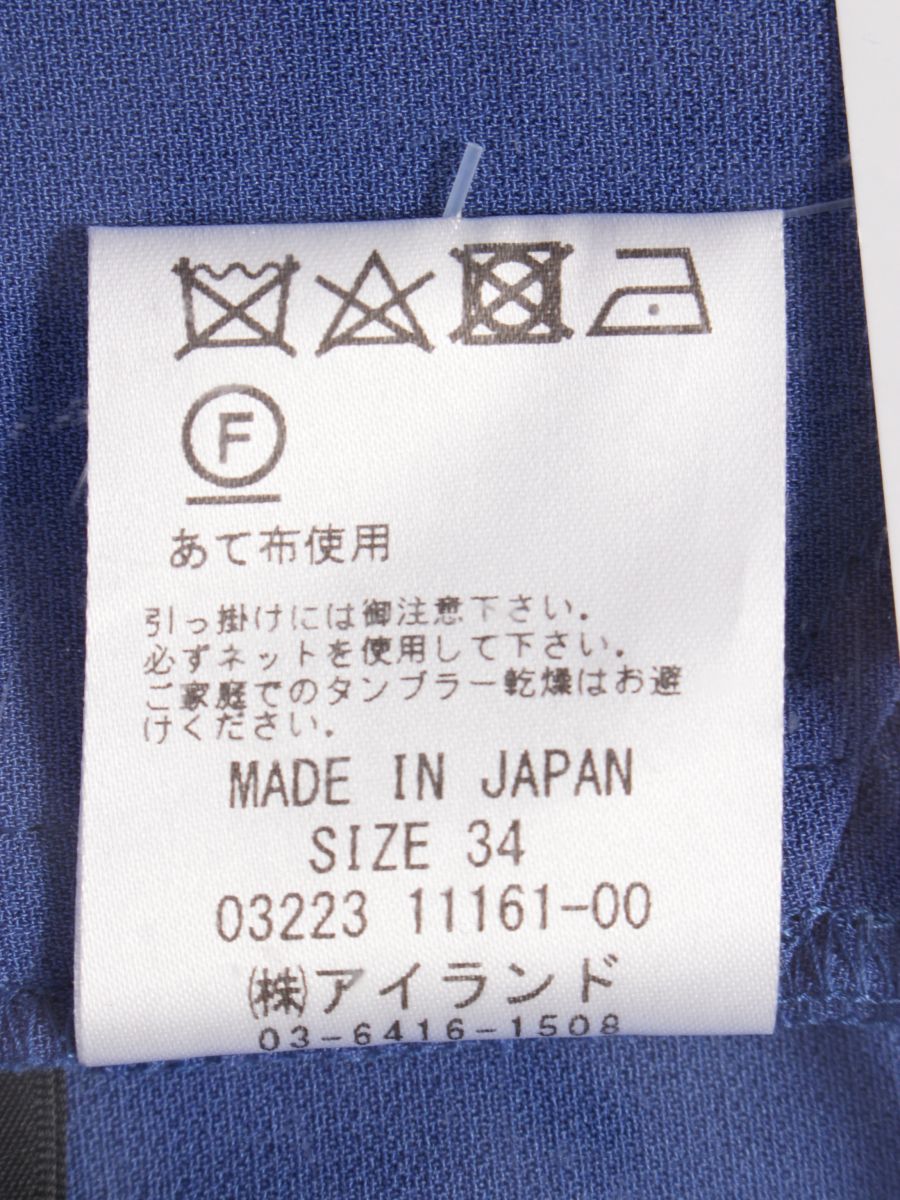 F
あて布使用
引っ掛けには御注意下さい.
必ずネットを使用して下さい.
ご家庭でのタンブラー乾燥はお避
けください.
MADE IN JAPAN
SIZE 34
03223 11161-00
㈱アイランド
03-6416-1508